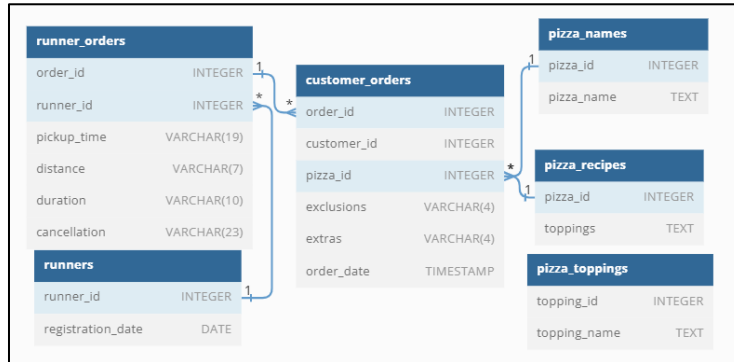 runner_orders
order_id INTEGER
runner_id INTEGER
pickup_time VARCHAR(19)
distance VARCHAR(7)
duration VARCHAR(10)
cancellation VARCHAR(23)
runners
runner_id INTEGER
registration_date DATE
1
*
1
*
customer_orders
order_id INTEGER
customer_id INTEGER
pizza_id INTEGER
exclusions VARCHAR(4)
extras VARCHAR(4)
order_date TIMESTAMP
*
1
1
pizza_names
pizza_id INTEGER
pizza_name TEXT
pizza_recipes
pizza_id INTEGER
toppings TEXT
pizza_toppings
topping_id INTEGER
topping_name TEXT